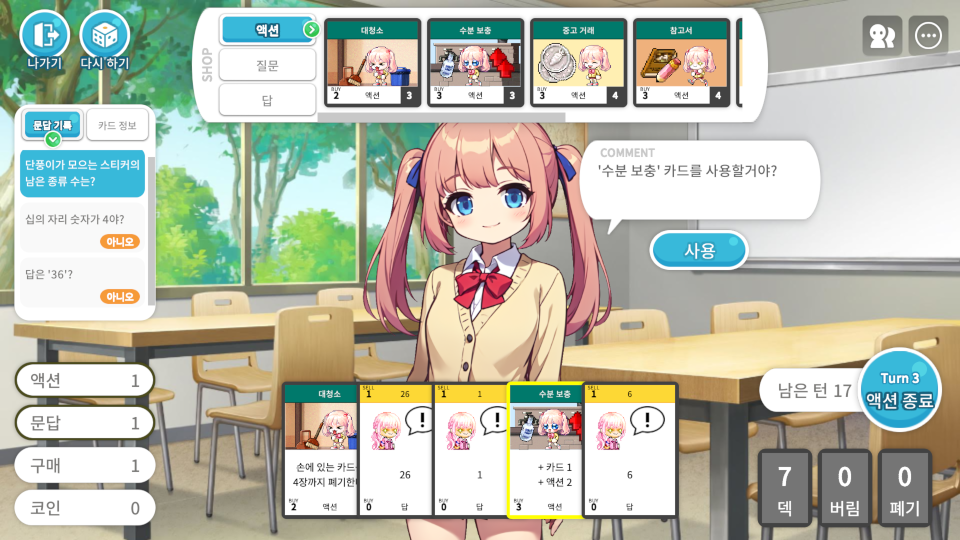 나가기
다시 하기
SHOP
액션
질문
답
대청소
BUY
2
액션
3
수분 보충
BUY
3
액션
3
중고 거래
BUY
3
액션
4
참고서
BUY
3
액션
4
문답 기록
카드 정보
단풍이가 모으는 스티커의
남은 종류 수는?
십의 자리 숫자가 4야?
아니오
답은 '36'?
아니오
COMMENT
'수분 보충' 카드를 사용할거야?
사용
액션 1
문답 1
구매 1
코인 0
대청소
손에 있는 카드
4장까지 폐기한
BUY
2
액션
SELL
1
26
!
26
BUY
0
답
SELL
1
1
!
1
BUY
0
답
수분 보충
+ 카드 1
+ 액션 2
BUY
3
액션
SELL
1
6
!
6
BUY
0
답
남은 턴 17
Turn 3
액션 종료
7
덱
0
버림
0
폐기